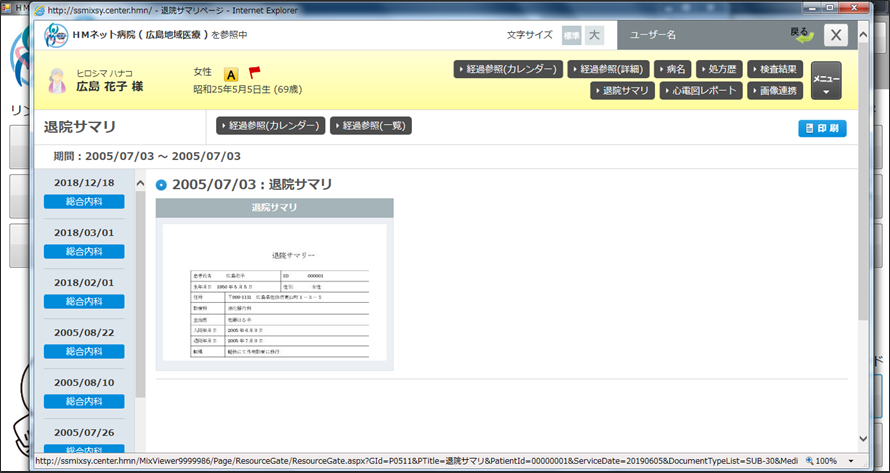 http://ssmixsy.center.hmn/ - 退院サマリページ - Internet Explorer
HMネット病院 ( 広島地域医療 ) を参照中
文字サイズ 標準 大 ユーザー名 戻る X
ヒロシマ ハナコ
広島 花子 様
女性 A
昭和25年5月5日生 (69歳)
経過参照(カレンダー) 経過参照(詳細) 病名 処方歴 検査結果
退院サマリ 心電図レポート 画像連携
メニュー
退院サマリ 経過参照(カレンダー) 経過参照(一覧) 印刷
期間 : 2005/07/03 ～ 2005/07/03
2018/12/18
総合内科
2018/03/01
総合内科
2018/02/01
総合内科
2005/08/22
総合内科
2005/08/10
総合内科
2005/07/26
総合内科
2005/07/03 : 退院サマリ
退院サマリ
退院サマリー
患者氏名 広島花子 ID 000001
生年月日 1950年5月5日 性別 女性
住所
診療科 消化器内科
主治医
入院年月日 2005年6月9日
退院年月日 2005年7月3日
転帰
http://ssmixsy.center.hmn/MixViewer9999986/Page/ResourceGate/ResourceGate.aspx?GId=P0511&PTitle=退院サマリ&PatientId=00000001&ServiceDate=20190605&DocumentTypeList=SUB-30&Medi
100%